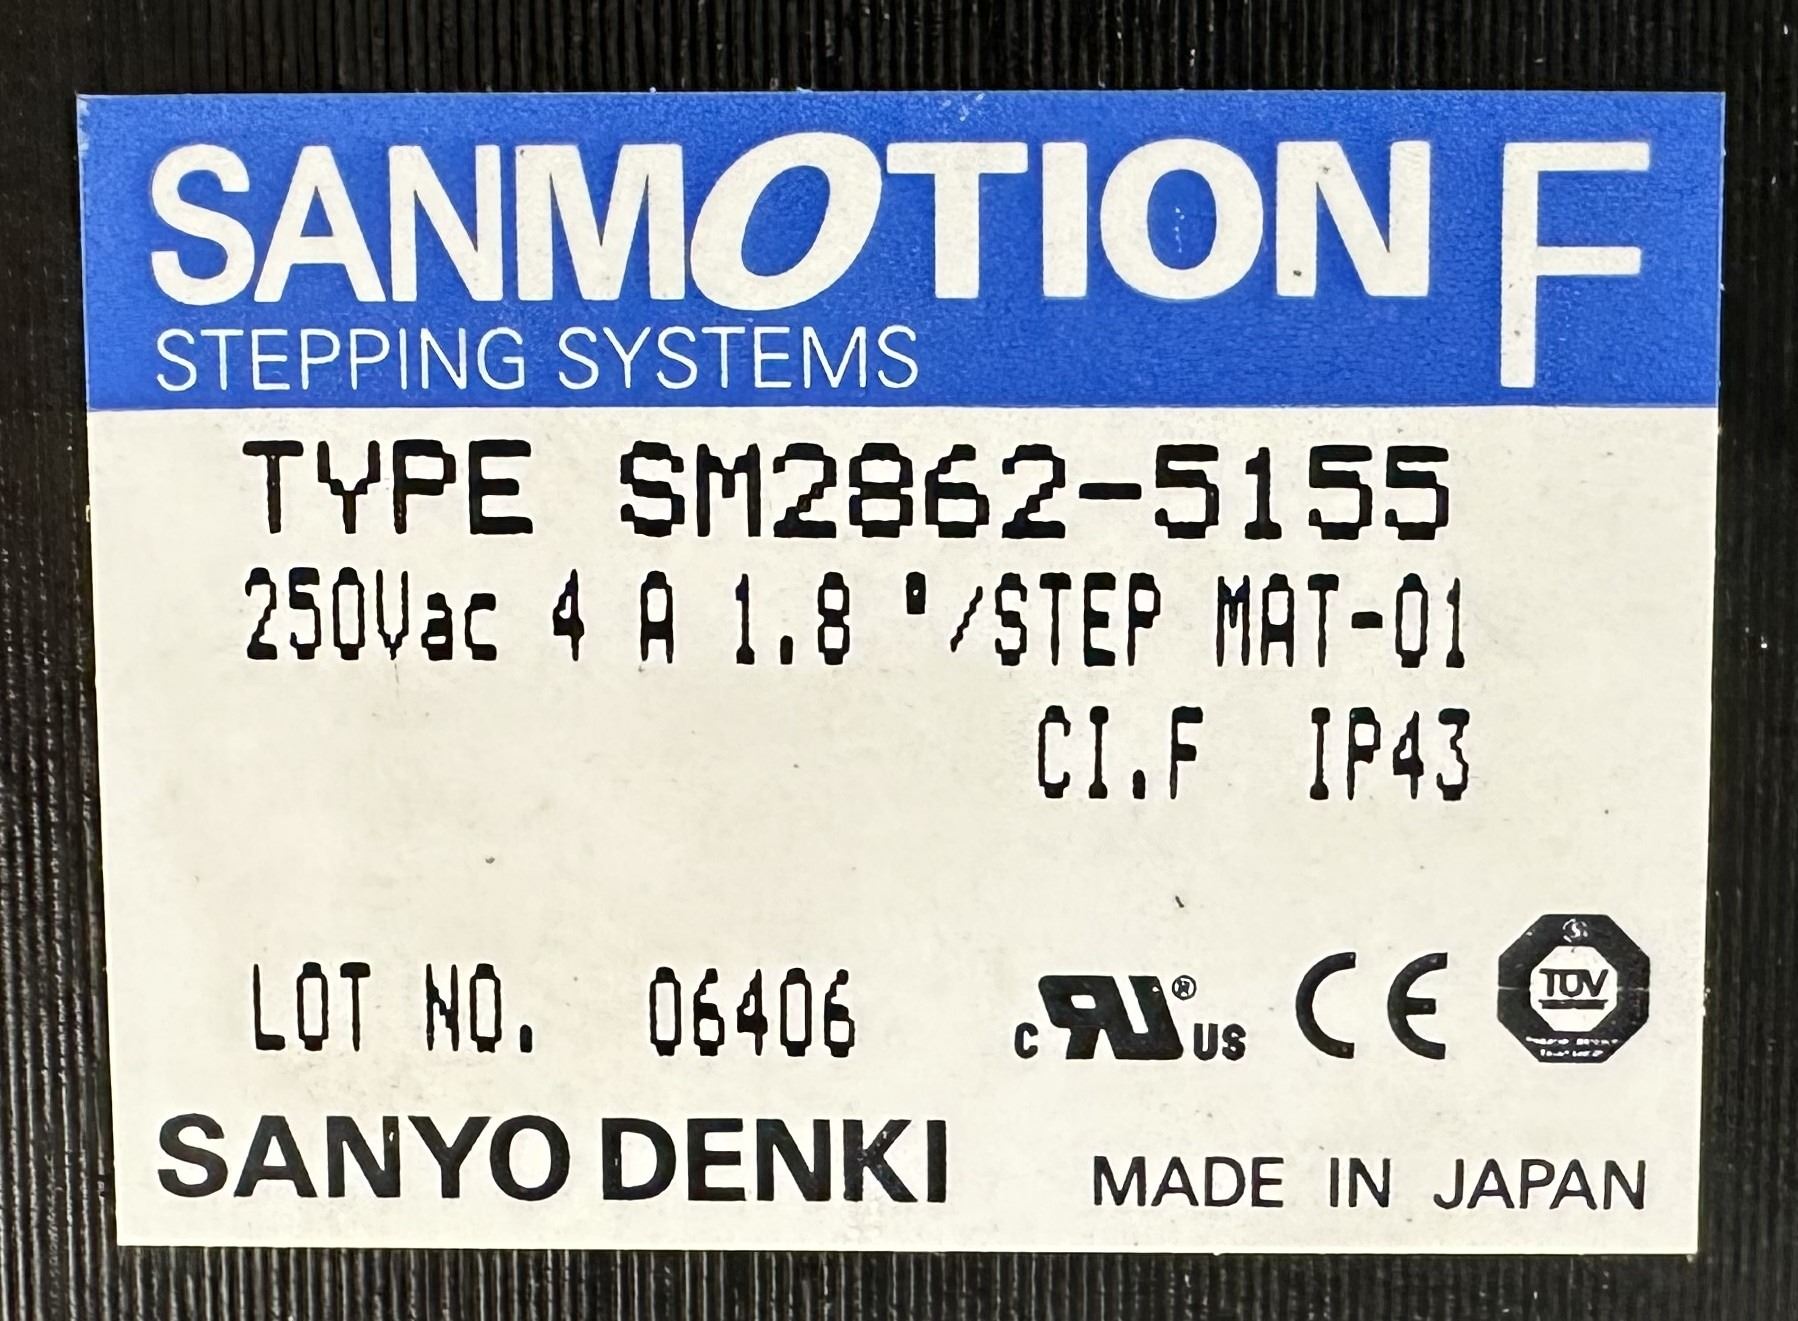 SANMOTION F
STEPPING SYSTEMS
TYPE SM2862-5155
250Vac 4 A 1.8 °/STEP MAT-01
CI.F IP43
LOT NO. 06406
c RU ® US CE TÜV
SANYO DENKI
MADE IN JAPAN